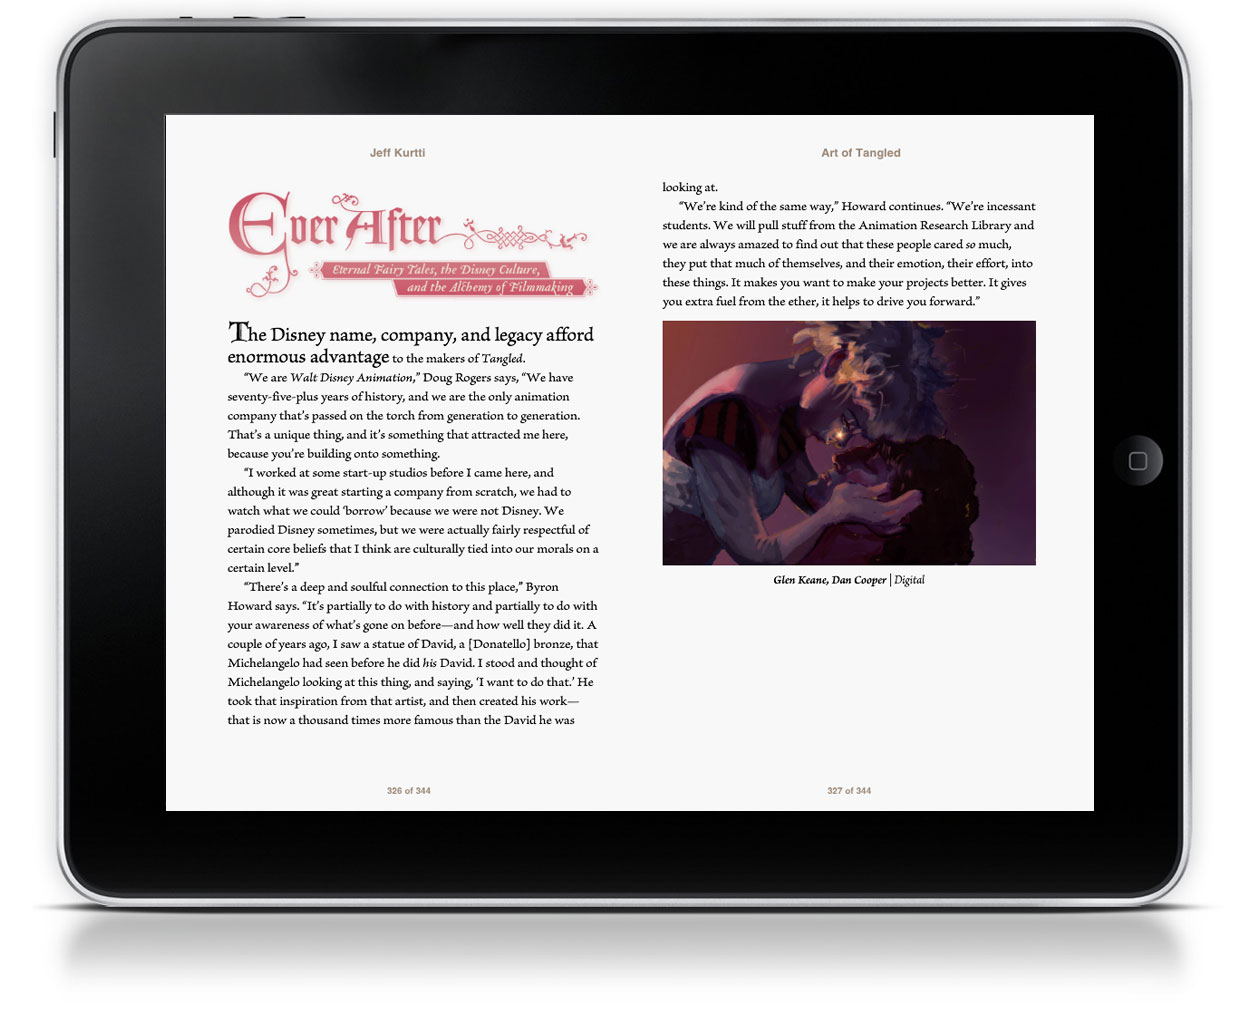 Jeff Kurtti
Ever After
Eternal Fairy Tales, the Disney Culture,
and the Alchemy of Filmmaking
The Disney name, company, and legacy afford
enormous advantage to the makers of Tangled.
“We are Walt Disney Animation,” Doug Rogers says, “We have
seventy-five-plus years of history, and we are the only animation
company that’s passed on the torch from generation to generation.
That’s a unique thing, and it’s something that attracted me here,
because you’re building onto something.
“I worked at some start-up studios before I came here, and
although it was great starting a company from scratch, we had to
watch what we could ‘borrow’ because we were not Disney. We
parodied Disney sometimes, but we were actually fairly respectful of
certain core beliefs that I think are culturally tied into our morals on a
certain level.”
“There’s a deep and soulful connection to this place,” Byron
Howard says. “It’s partially to do with history and partially to do with
your awareness of what’s gone on before—and how well they did it. A
couple of years ago, I saw a statue of David, a [Donatello] bronze, that
Michelangelo had seen before he did his David. I stood and thought of
Michelangelo looking at this thing, and saying, ‘I want to do that.’ He
took that inspiration from that artist, and then created his work—
that is now a thousand times more famous than the David he was
326 of 344
Art of Tangled
looking at.
“We’re kind of the same way,” Howard continues. “We’re incessant
students. We will pull stuff from the Animation Research Library and
we are always amazed to find out that these people cared so much,
they put that much of themselves, and their emotion, their effort, into
these things. It makes you want to make your projects better. It gives
you extra fuel from the ether, it helps to drive you forward.”
Glen Keane, Dan Cooper | Digital
327 of 344